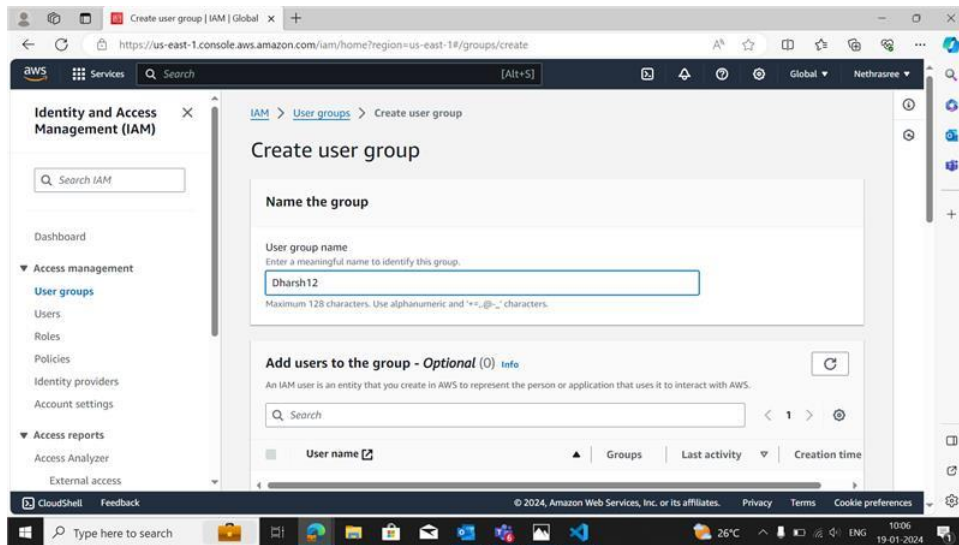 Create user group | IAM | Global
https://us-east-1.console.aws.amazon.com/iam/home?region=us-east-1#/groups/create
aws Services Search [Alt+S] Global Nethrasree
Identity and Access
Management (IAM)
Search IAM
Dashboard
Access management
User groups
Users
Roles
Policies
Identity providers
Account settings
Access reports
Access Analyzer
External access
IAM > User groups > Create user group
Create user group
Name the group
User group name
Enter a meaningful name to identify this group.
Dharsh12
Maximum 128 characters. Use alphanumeric and '+=,.@-_' characters.
Add users to the group - Optional (0) Info
An IAM user is an entity that you create in AWS to represent the person or application that uses it to interact with AWS.
Search
1
User name Groups Last activity Creation time
CloudShell Feedback © 2024, Amazon Web Services, Inc. or its affiliates. Privacy Terms Cookie preferences
Type here to search 26°C ENG 10:06
19-01-2024